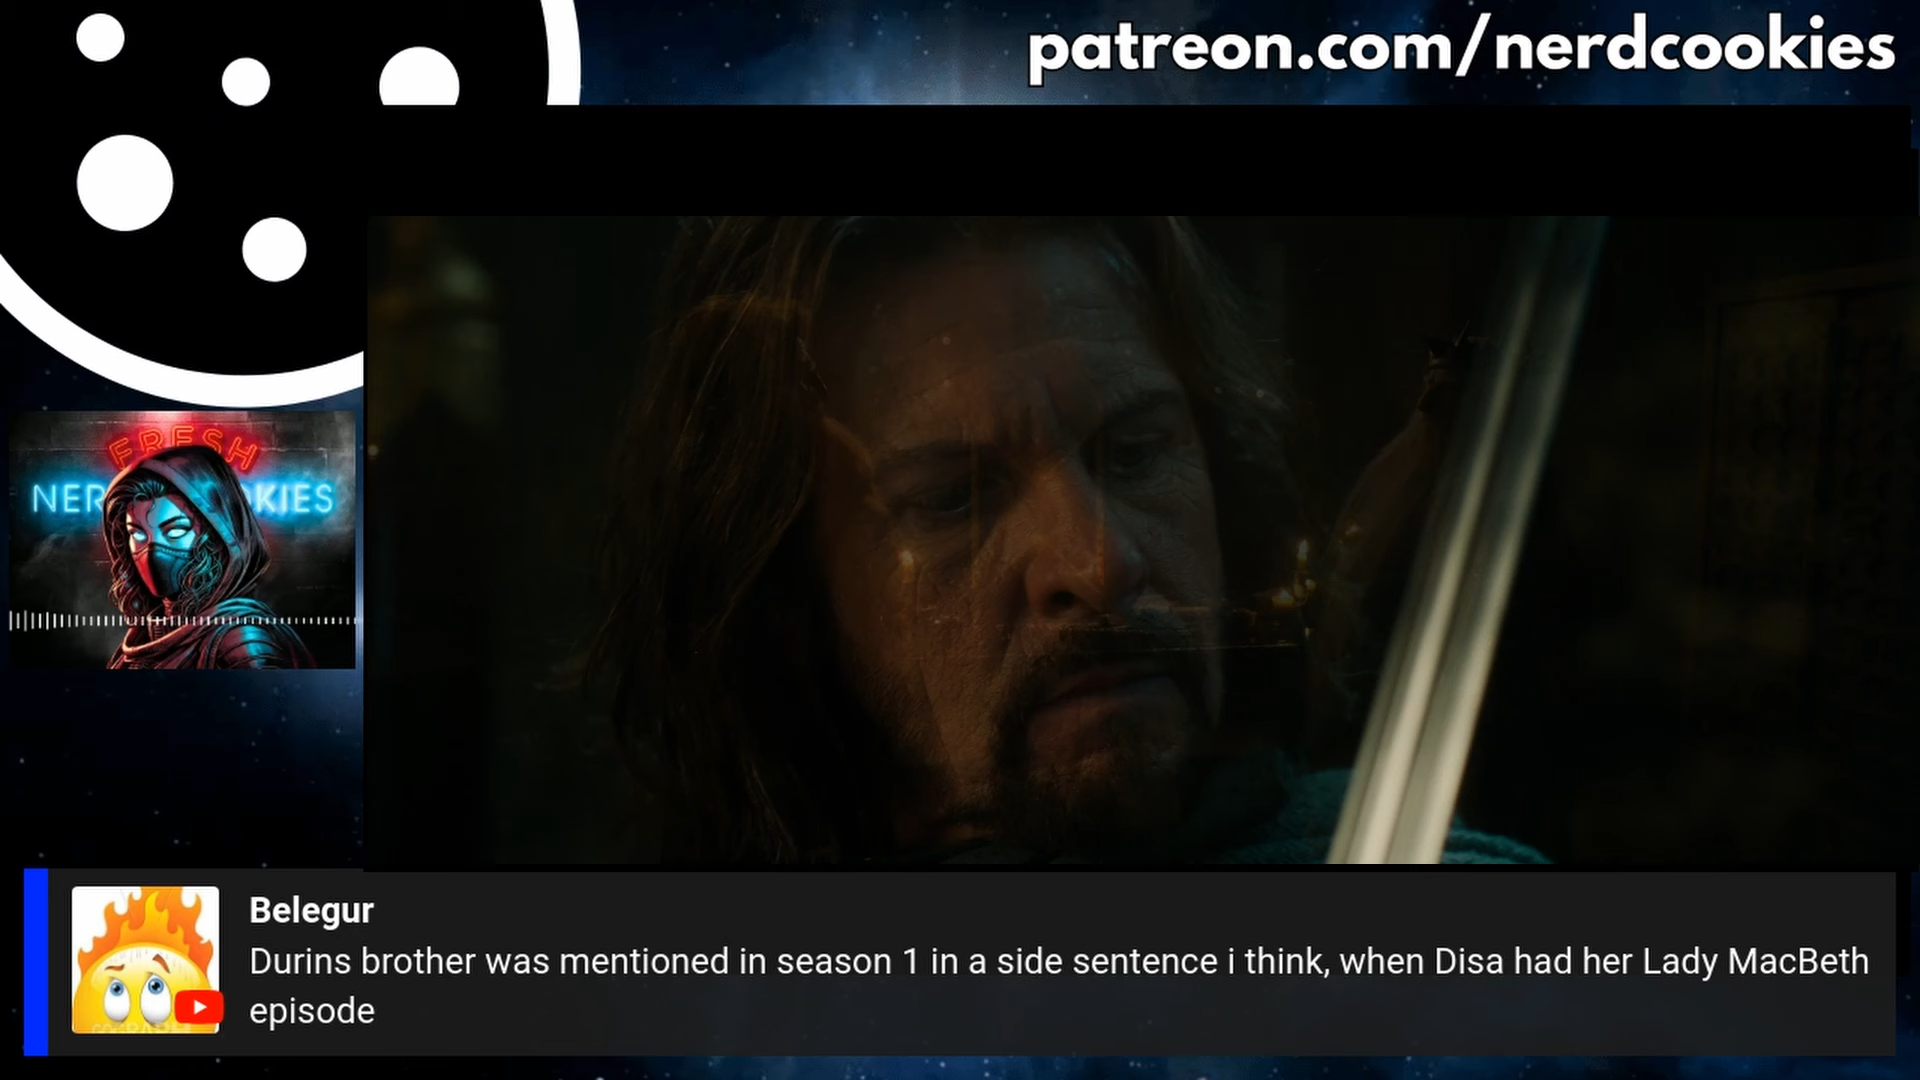 patreon.com/nerdcookies
FRESH
NER KIES
Belegur
Durins brother was mentioned in season 1 in a side sentence i think, when Disa had her Lady MacBeth
episode